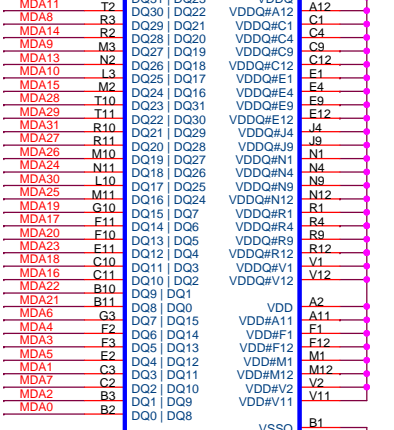 MDA11 T2 DQ30 | DQ22 VDDQ#A12 A12
MDA8 R3 DQ29 | DQ21 VDDQ#C1 C1
MDA14 R2 DQ28 | DQ20 VDDQ#C4 C4
MDA9 M3 DQ27 | DQ19 VDDQ#C9 C9
MDA13 N2 DQ26 | DQ18 VDDQ#C12 C12
MDA10 L3 DQ25 | DQ17 VDDQ#E1 E1
MDA15 M2 DQ24 | DQ16 VDDQ#E4 E4
MDA28 T10 DQ23 | DQ31 VDDQ#E9 E9
MDA29 T11 DQ22 | DQ30 VDDQ#E12 E12
MDA31 R10 DQ21 | DQ29 VDDQ#J4 J4
MDA27 R11 DQ20 | DQ28 VDDQ#J9 J9
MDA26 M10 DQ19 | DQ27 VDDQ#N1 N1
MDA24 N11 DQ18 | DQ26 VDDQ#N4 N4
MDA30 L10 DQ17 | DQ25 VDDQ#N9 N9
MDA25 M11 DQ16 | DQ24 VDDQ#N12 N12
MDA19 G10 DQ15 | DQ7 VDDQ#R1 R1
MDA17 F11 DQ14 | DQ6 VDDQ#R4 R4
MDA20 F10 DQ13 | DQ5 VDDQ#R9 R9
MDA23 E11 DQ12 | DQ4 VDDQ#R12 R12
MDA18 C10 DQ11 | DQ3 VDDQ#V1 V1
MDA16 C11 DQ10 | DQ2 VDDQ#V12 V12
MDA22 B10 DQ9 | DQ1
MDA21 B11 DQ8 | DQ0 VDD A2
MDA6 G3 DQ7 | DQ15 VDD#A11 A11
MDA4 F2 DQ6 | DQ14 VDD#F1 F1
MDA3 F3 DQ5 | DQ13 VDD#F12 F12
MDA5 E2 DQ4 | DQ12 VDD#M1 M1
MDA1 C3 DQ3 | DQ11 VDD#M12 M12
MDA7 C2 DQ2 | DQ10 VDD#V2 V2
MDA2 B3 DQ1 | DQ9 VDD#V11 V11
MDA0 B2 DQ0 | DQ8
VSSQ B1